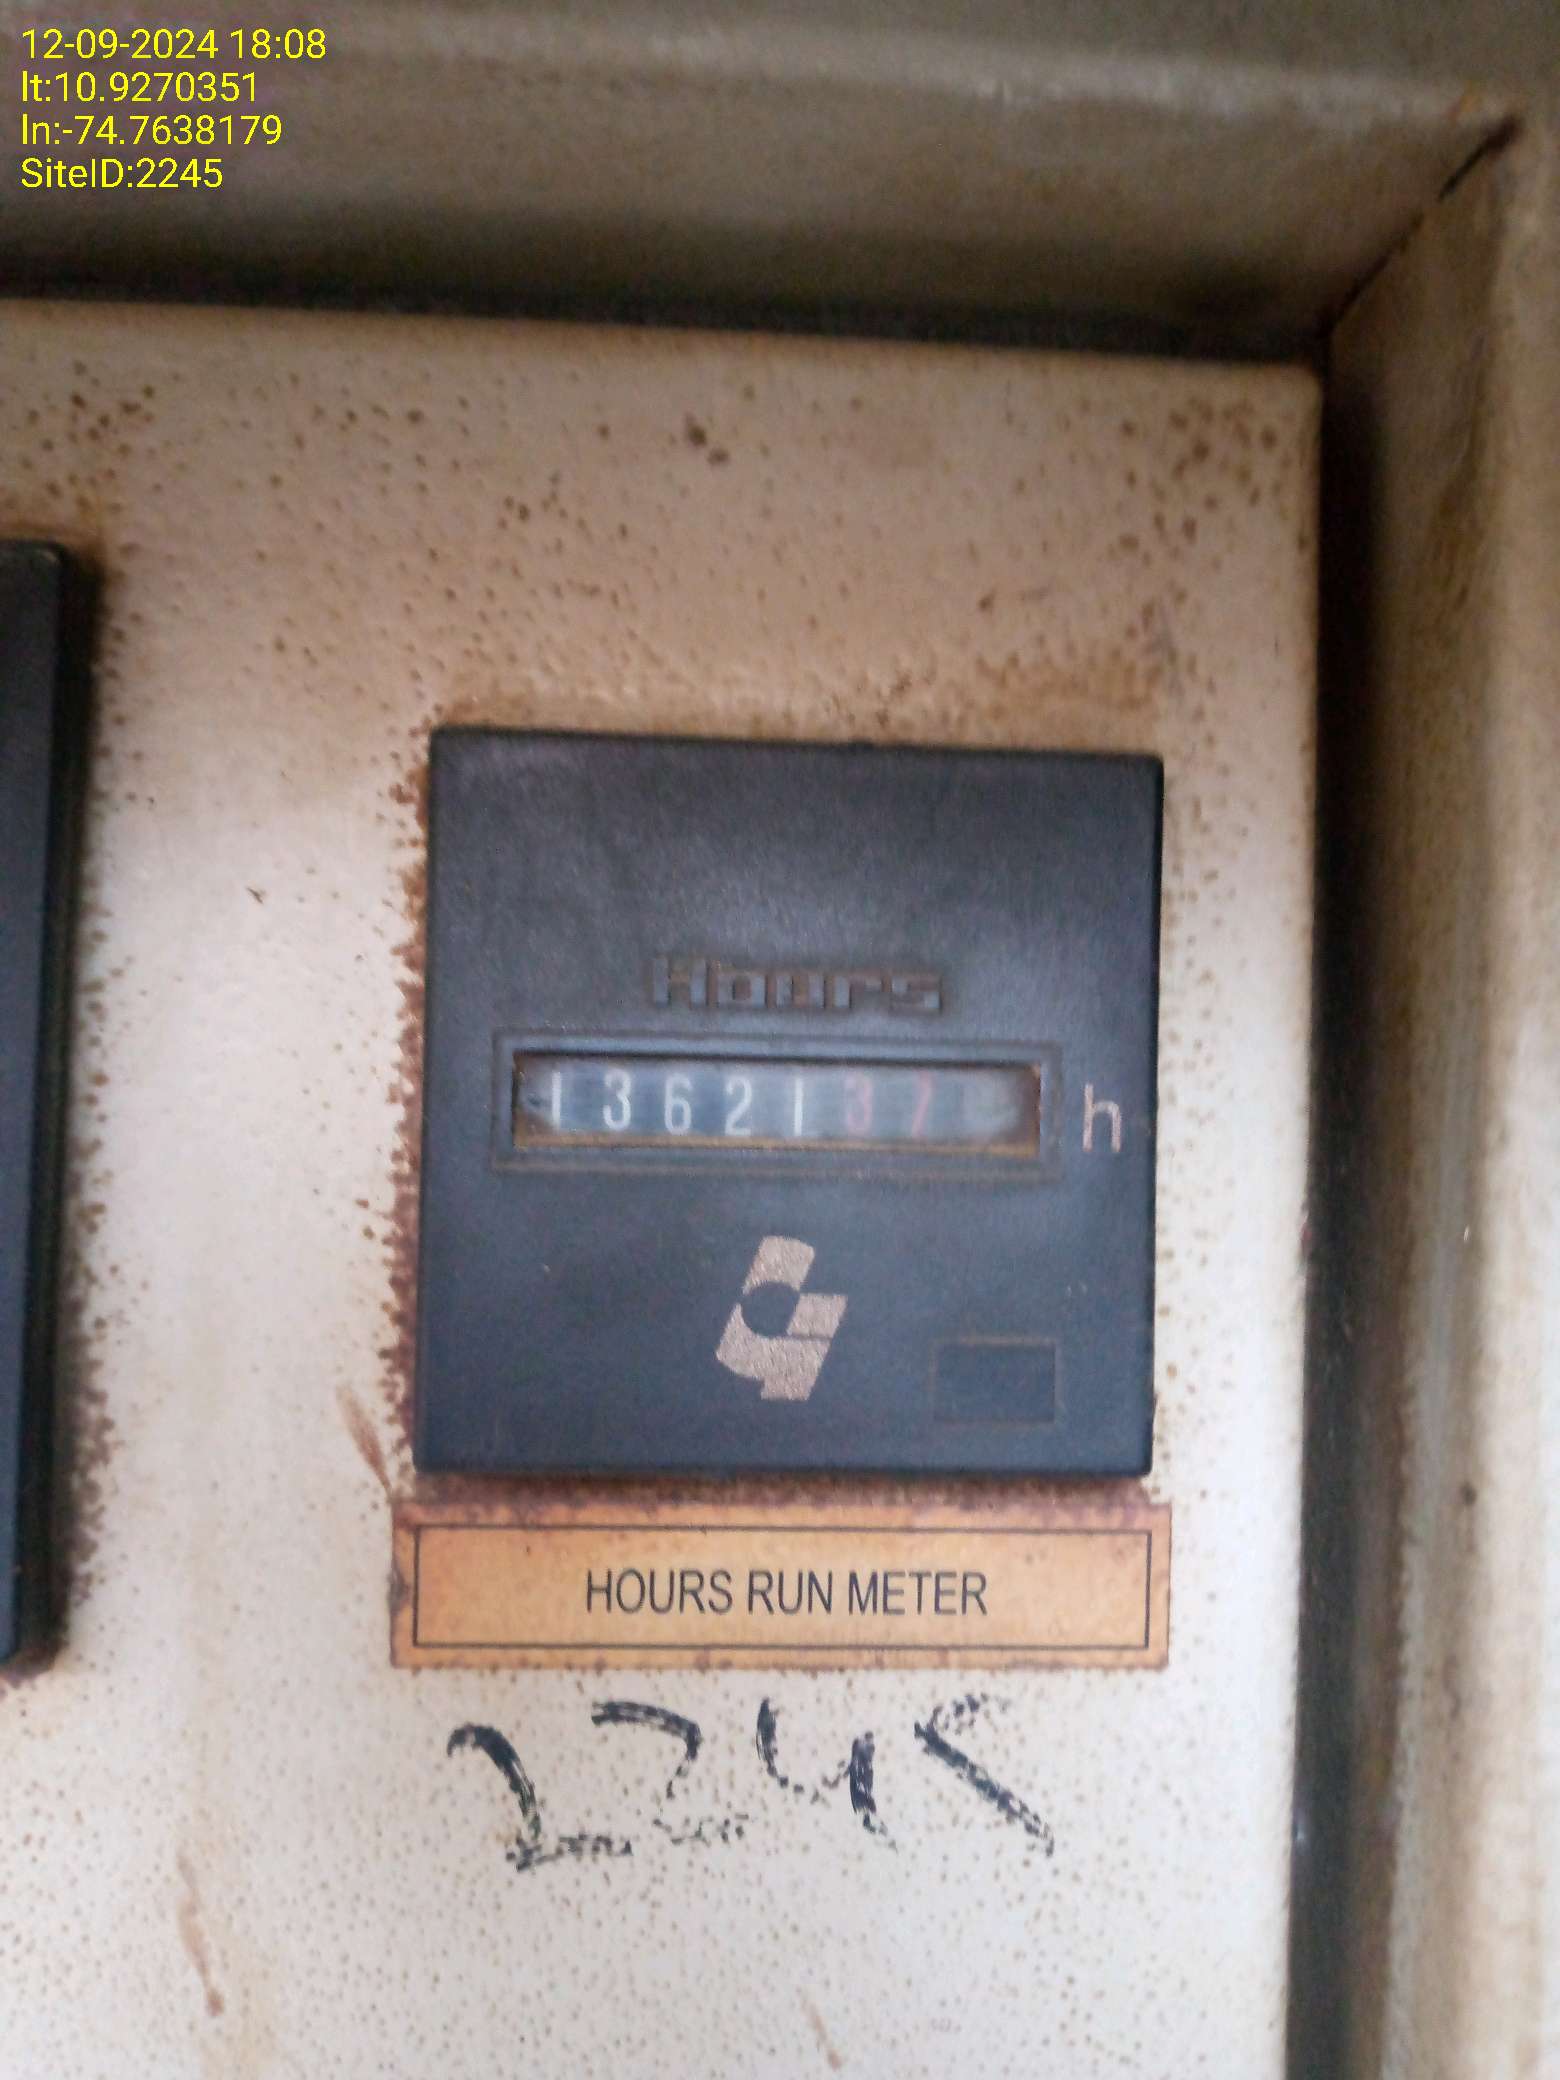 12-09-2024 18:08
lt:10.9270351
ln:-74.7638179
SiteID:2245
Hours
1362137 h
HOURS RUN METER
2245